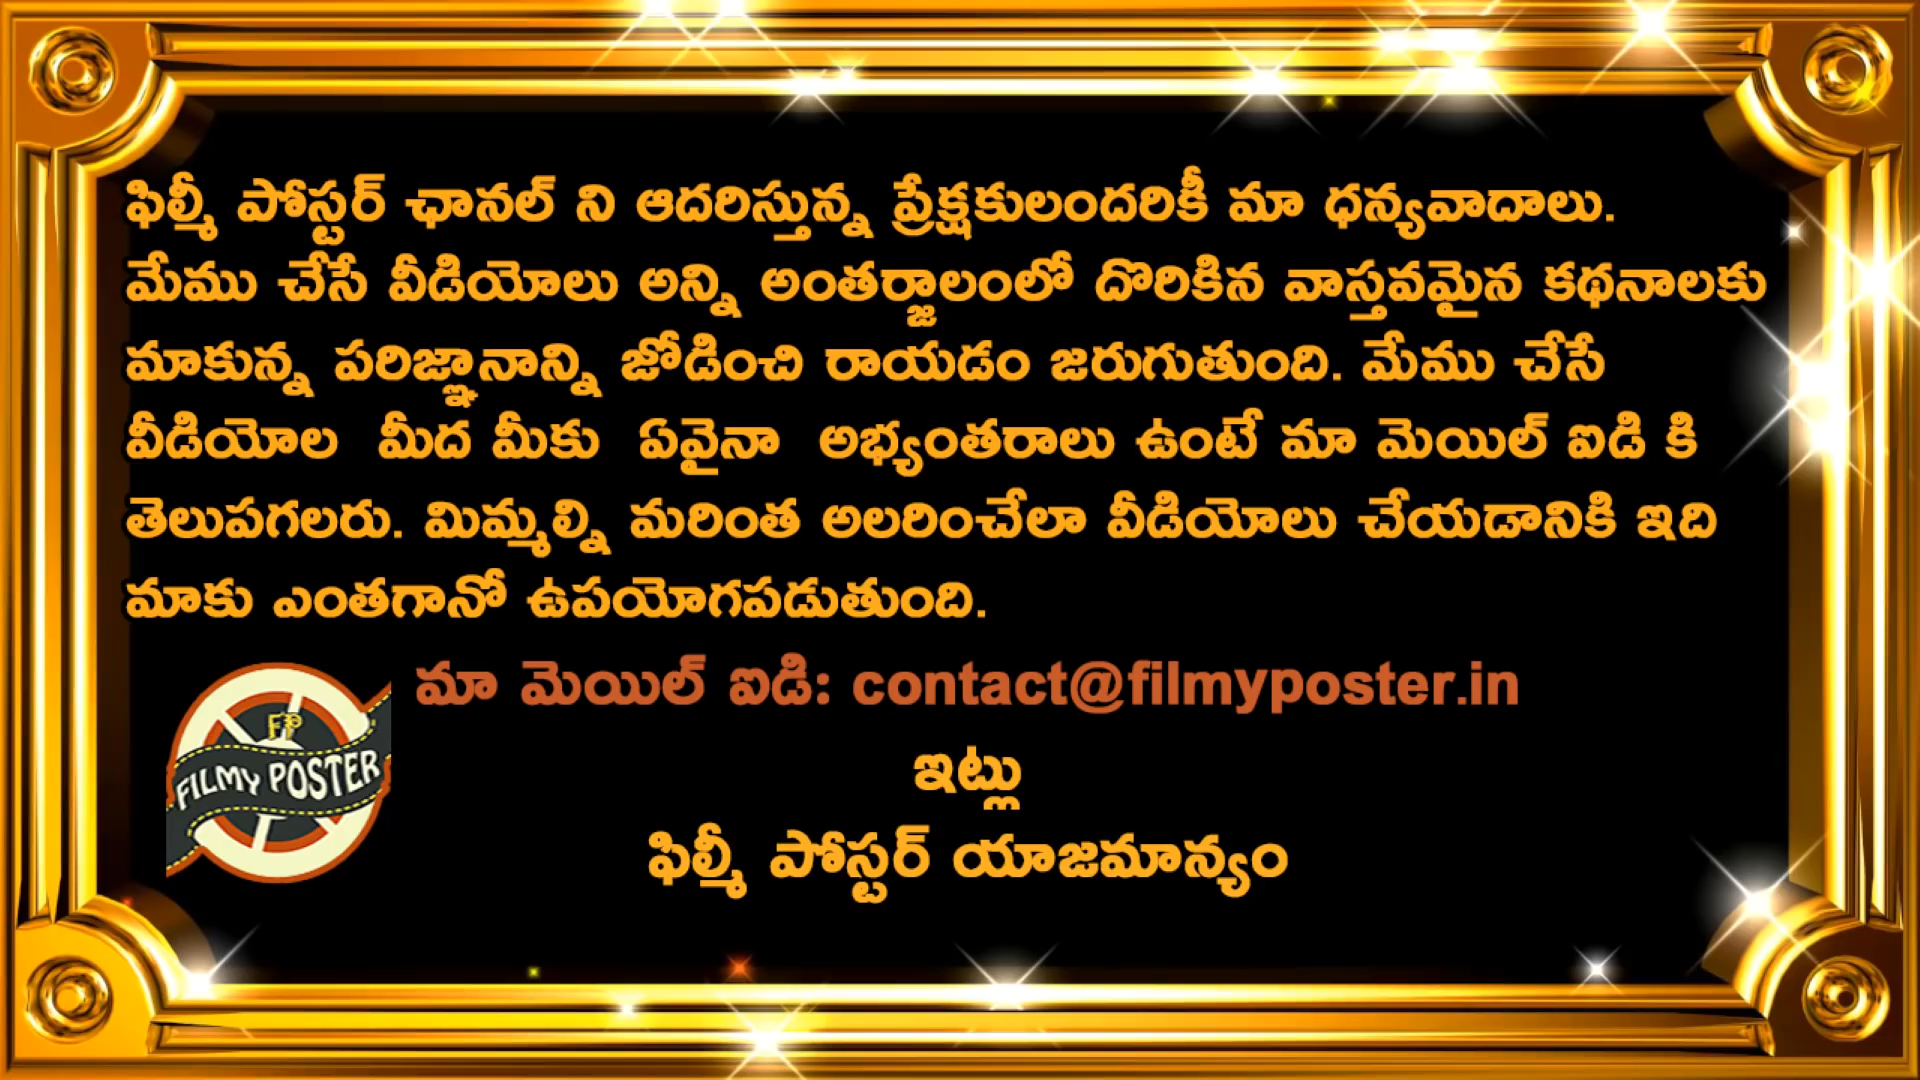 ఫిల్మీ పోస్టర్ ఛానల్ ని ఆదరిస్తున్న ప్రేక్షకులందరికీ మా ధన్యవాదాలు.
మేము చేసే వీడియోలు అన్ని అంతర్జాలంలో దొరికిన వాస్తవమైన కథనాలకు
మాకున్న పరిజ్ఞానాన్ని జోడించి రాయడం జరుగుతుంది. మేము చేసే
వీడియోల మీద మీకు ఏవైనా అభ్యంతరాలు ఉంటే మా మెయిల్ ఐడి కి
తెలుపగలరు. మిమ్మల్ని మరింత అలరించేలా వీడియోలు చేయడానికి ఇది
మాకు ఎంతగానో ఉపయోగపడుతుంది.
మా మెయిల్ ఐడి: contact@filmyposter.in
FP
FILMY POSTER
ఇట్లు
ఫిల్మీ పోస్టర్ యాజమాన్యం